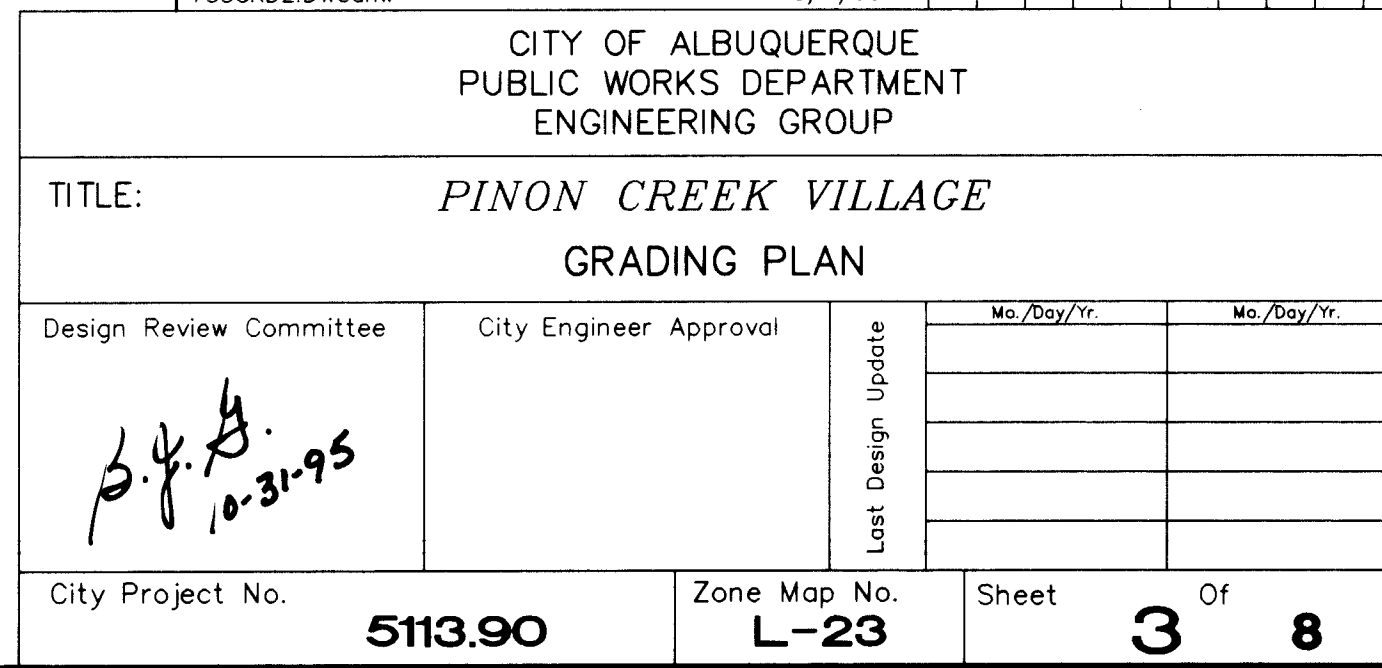 CITY OF ALBUQUERQUE
PUBLIC WORKS DEPARTMENT
ENGINEERING GROUP
TITLE: PINON CREEK VILLAGE
GRADING PLAN
Design Review Committee
B.J.G.
10-31-95
City Engineer Approval
Last Design Update
Mo./Day/Yr. Mo./Day/Yr.
City Project No.
5113.90
Zone Map No.
L-23
Sheet 3 Of 8